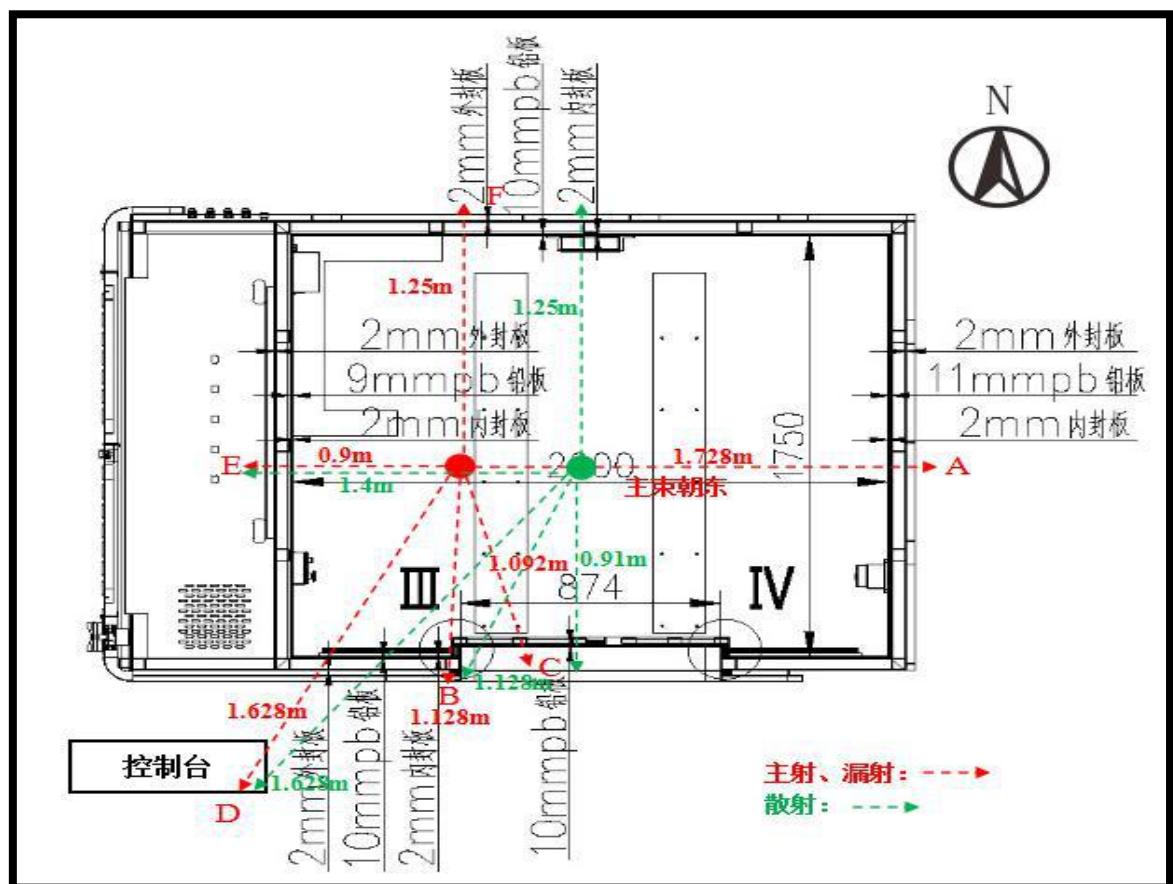 2mm外封板
10mmpb铅板
2mm内封板
N
F
1.25m
1.25m
2mm外封板
9mmpb铅板
2mm内封板
2mm外封板
11mmpb铅板
2mm内封板
1750
E
0.9m
1.4m
1.728m
A
主束朝东
1.092m
0.91m
874
III
IV
B
C
1.128m
1.128m
1.628m
控制台
1.628m
D
2mm外封板
10mmpb铅板
2mm内封板
10mmpb铅板
主射、漏射：
散射：